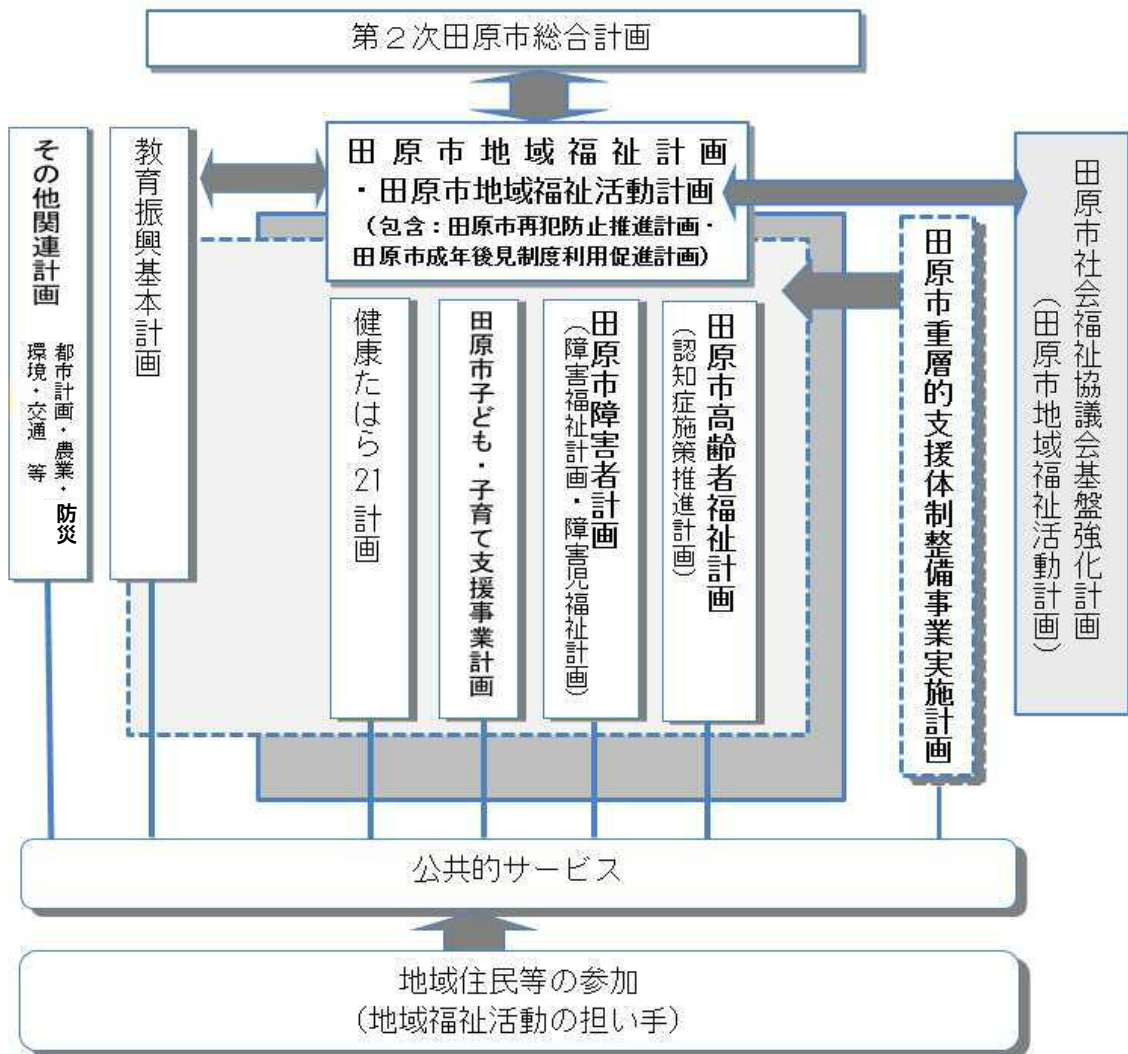 第２次田原市総合計画
田原市地域福祉計画
・田原市地域福祉活動計画
（包含：田原市再犯防止推進計画・
田原市成年後見制度利用促進計画）
その他関連計画
都市計画・農業・防災
環境・交通　等
教育振興基本計画
健康たはら21計画
田原市子ども・子育て支援事業計画
田原市障害者計画
（障害福祉計画・障害児福祉計画）
田原市高齢者福祉計画
（認知症施策推進計画）
田原市重層的支援体制整備事業実施計画
田原市社会福祉協議会基盤強化計画
（田原市地域福祉活動計画）
公共的サービス
地域住民等の参加
（地域福祉活動の担い手）